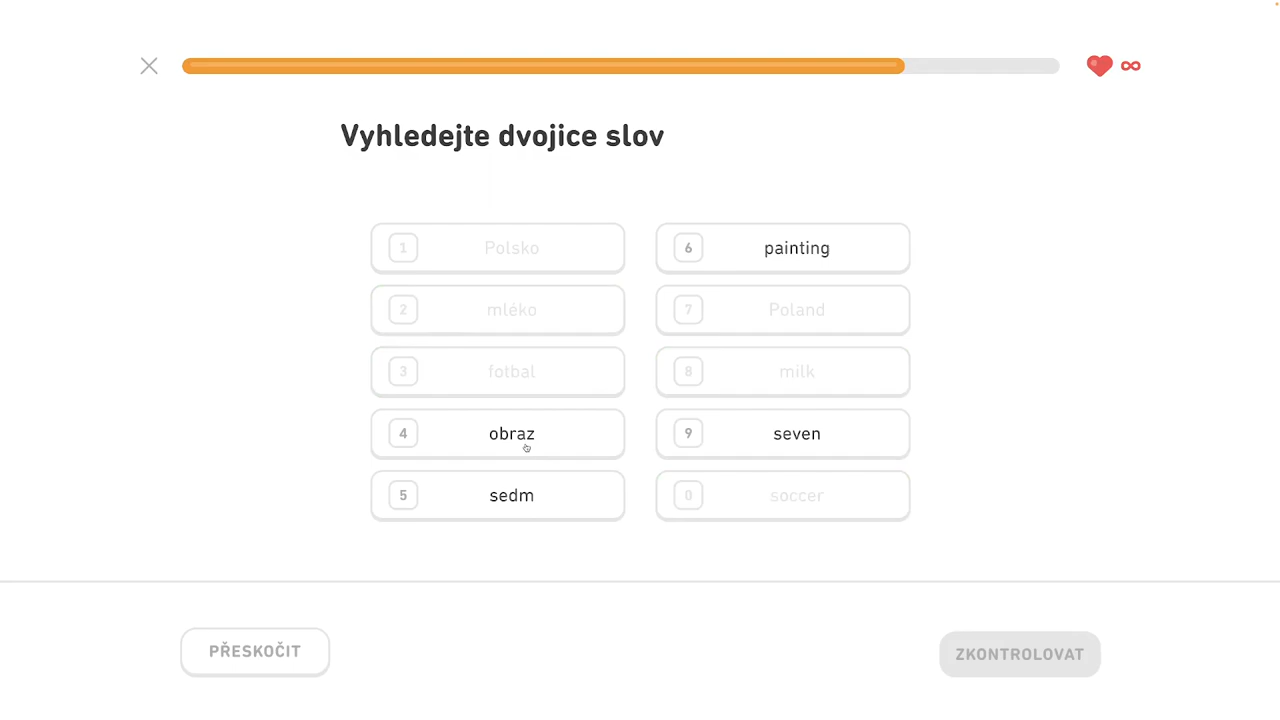 ∞
Vyhledejte dvojice slov
1 Polsko
6 painting
2 mléko
7 Poland
3 fotbal
8 milk
4 obraz
9 seven
5 sedm
0 soccer
PŘESKOČIT
ZKONTROLOVAT